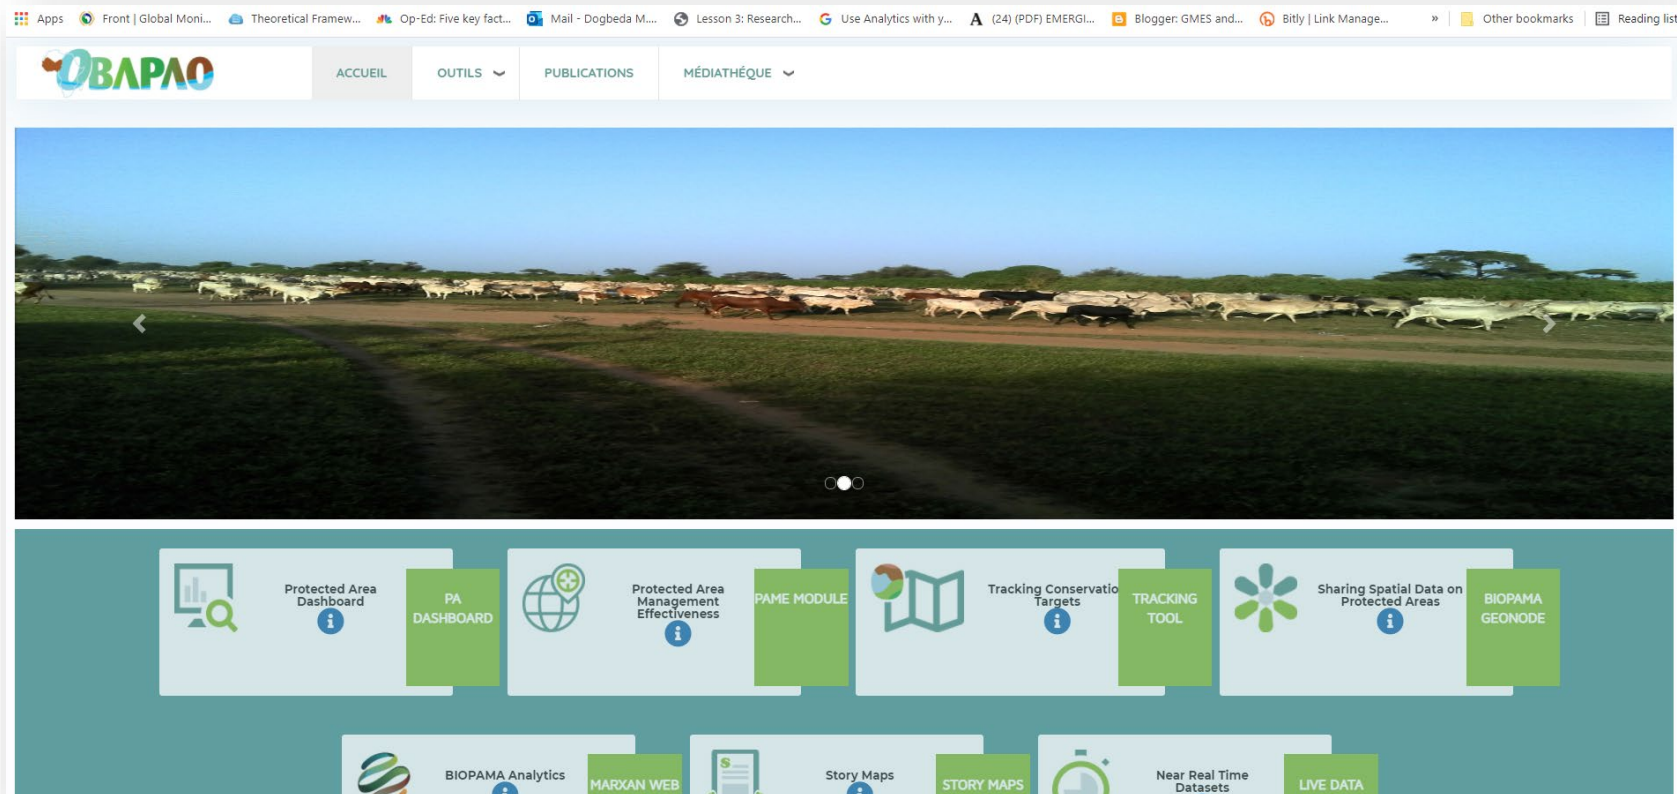 Apps Front | Global Moni... Theoretical Framew... Op-Ed: Five key fact... Mail - Dogbeda M.... Lesson 3: Research... Use Analytics with y... (24) (PDF) EMERGI... Blogger: GMES and... Bitly | Link Manage... » Other bookmarks Reading list
OBAPAO
ACCUEIL OUTILS PUBLICATIONS MÉDIATHÉQUE
Protected Area
Dashboard
PA
DASHBOARD
Protected Area
Management
Effectiveness
PAME MODULE
Tracking Conservatio
Targets
TRACKING
TOOL
Sharing Spatial Data on
Protected Areas
BIOPAMA
GEONODE
BIOPAMA Analytics
MARXAN WEB
Story Maps
STORY MAPS
Near Real Time
Datasets
LIVE DATA